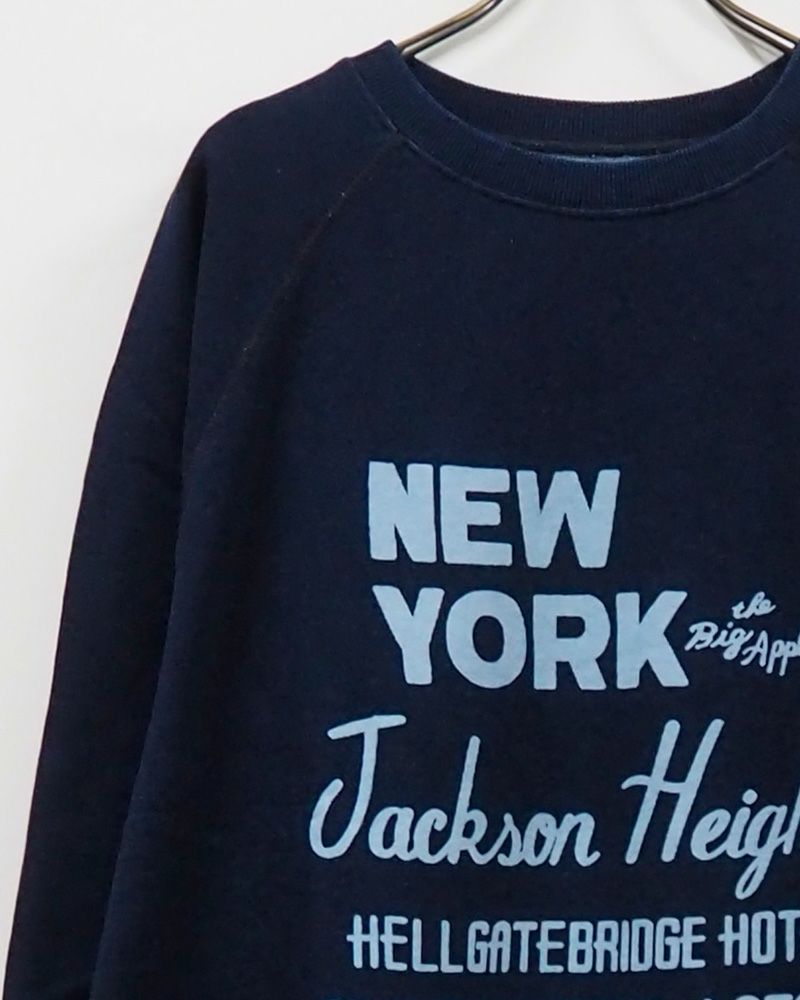 NEW
YORK
the
Big Appl
Jackson Heigh
HELLGATEBRIDGE HOT